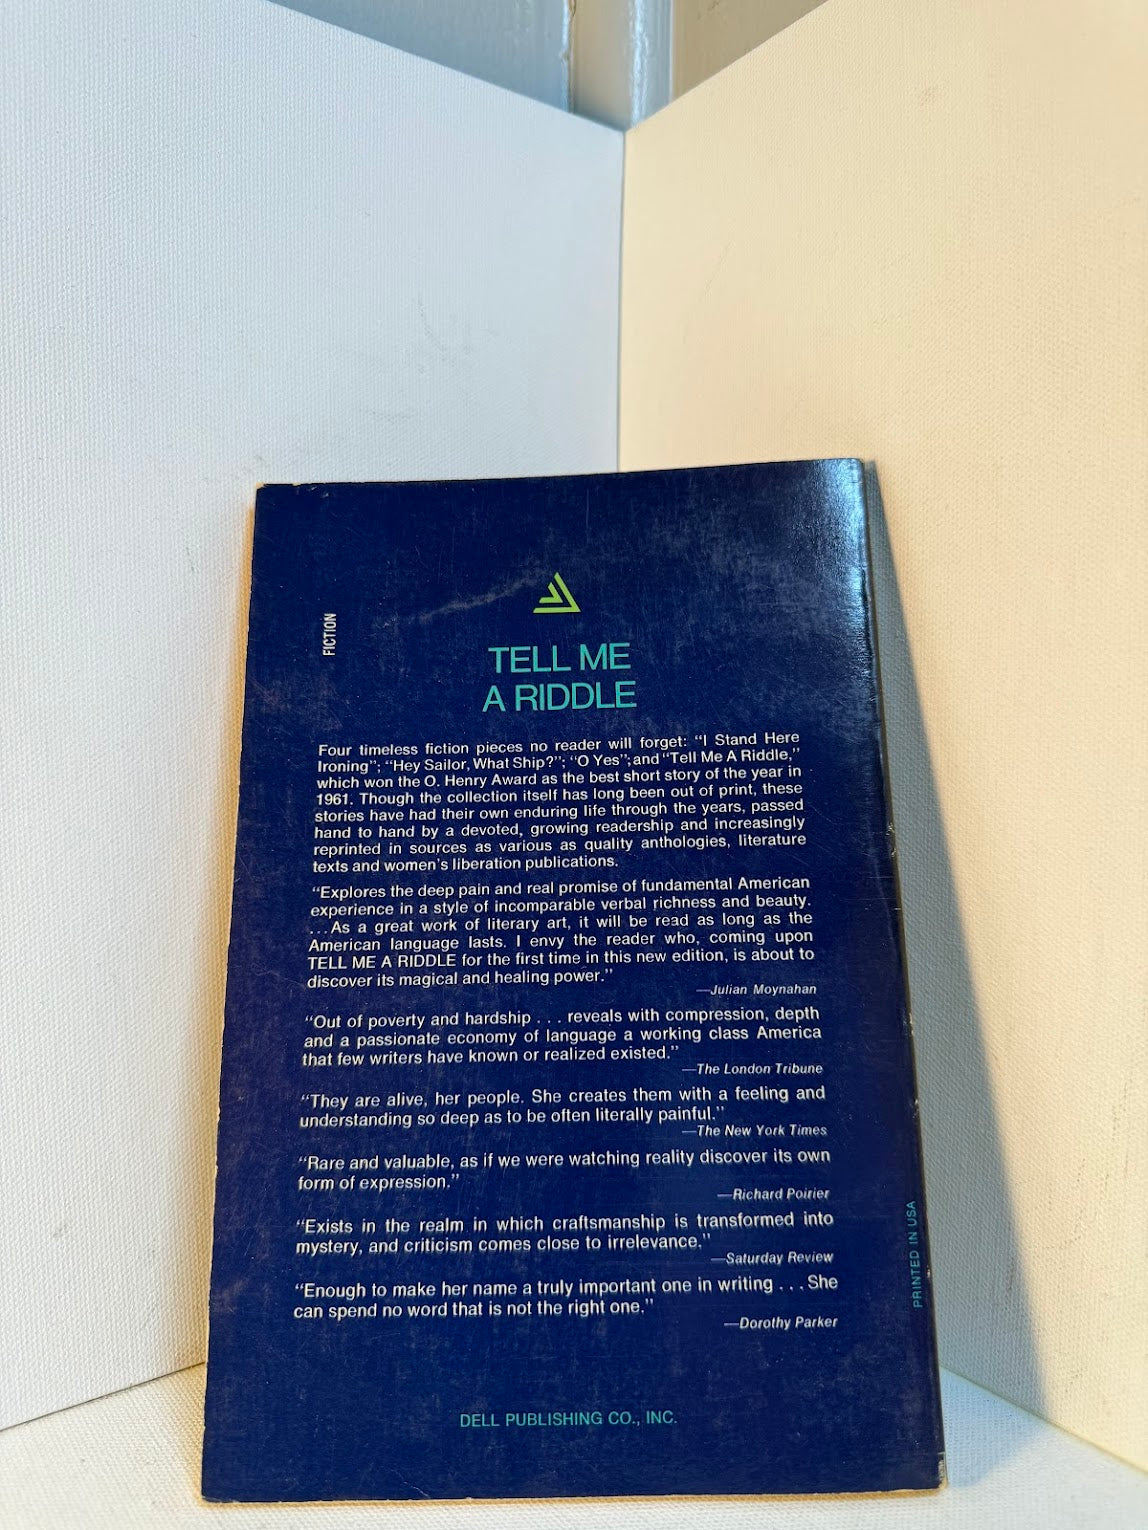 FICTION
TELL ME
A RIDDLE
Four timeless fiction pieces no reader will forget: "I Stand Here
Ironing"; "Hey Sailor, What Ship?"; "O Yes"; and "Tell Me A Riddle,"
which won the O. Henry Award as the best short story of the year in
1961. Though the collection itself has long been out of print, these
stories have had their own enduring life through the years, passed
hand to hand by a devoted, growing readership and increasingly
reprinted in sources as various as quality anthologies, literature
texts and women's liberation publications.
"Explores the deep pain and real promise of fundamental American
experience in a style of incomparable verbal richness and beauty.
...As a great work of literary art, it will be read as long as the
American language lasts. I envy the reader who, coming upon
TELL ME A RIDDLE for the first time in this new edition, is about to
discover its magical and healing power."
—Julian Moynahan
"Out of poverty and hardship . . . reveals with compression, depth
and a passionate economy of language a working class America
that few writers have known or realized existed."
—The London Tribune
"They are alive, her people. She creates them with a feeling and
understanding so deep as to be often literally painful."
—The New York Times
"Rare and valuable, as if we were watching reality discover its own
form of expression."
—Richard Poirier
"Exists in the realm in which craftsmanship is transformed into
mystery, and criticism comes close to irrelevance."
—Saturday Review
"Enough to make her name a truly important one in writing . . . She
can spend no word that is not the right one."
—Dorothy Parker
DELL PUBLISHING CO., INC.
PRINTED IN USA